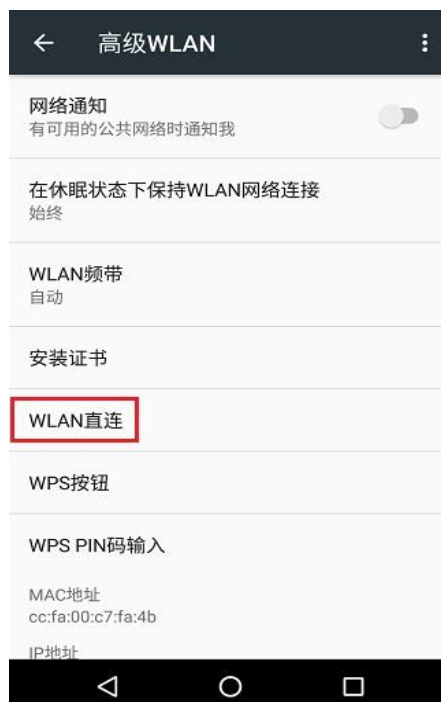 高级WLAN
网络通知
有可用的公共网络时通知我
在休眠状态下保持WLAN网络连接
始终
WLAN频带
自动
安装证书
WLAN直连
WPS按钮
WPS PIN码输入
MAC地址
cc:fa:00:c7:fa:4b
IP地址